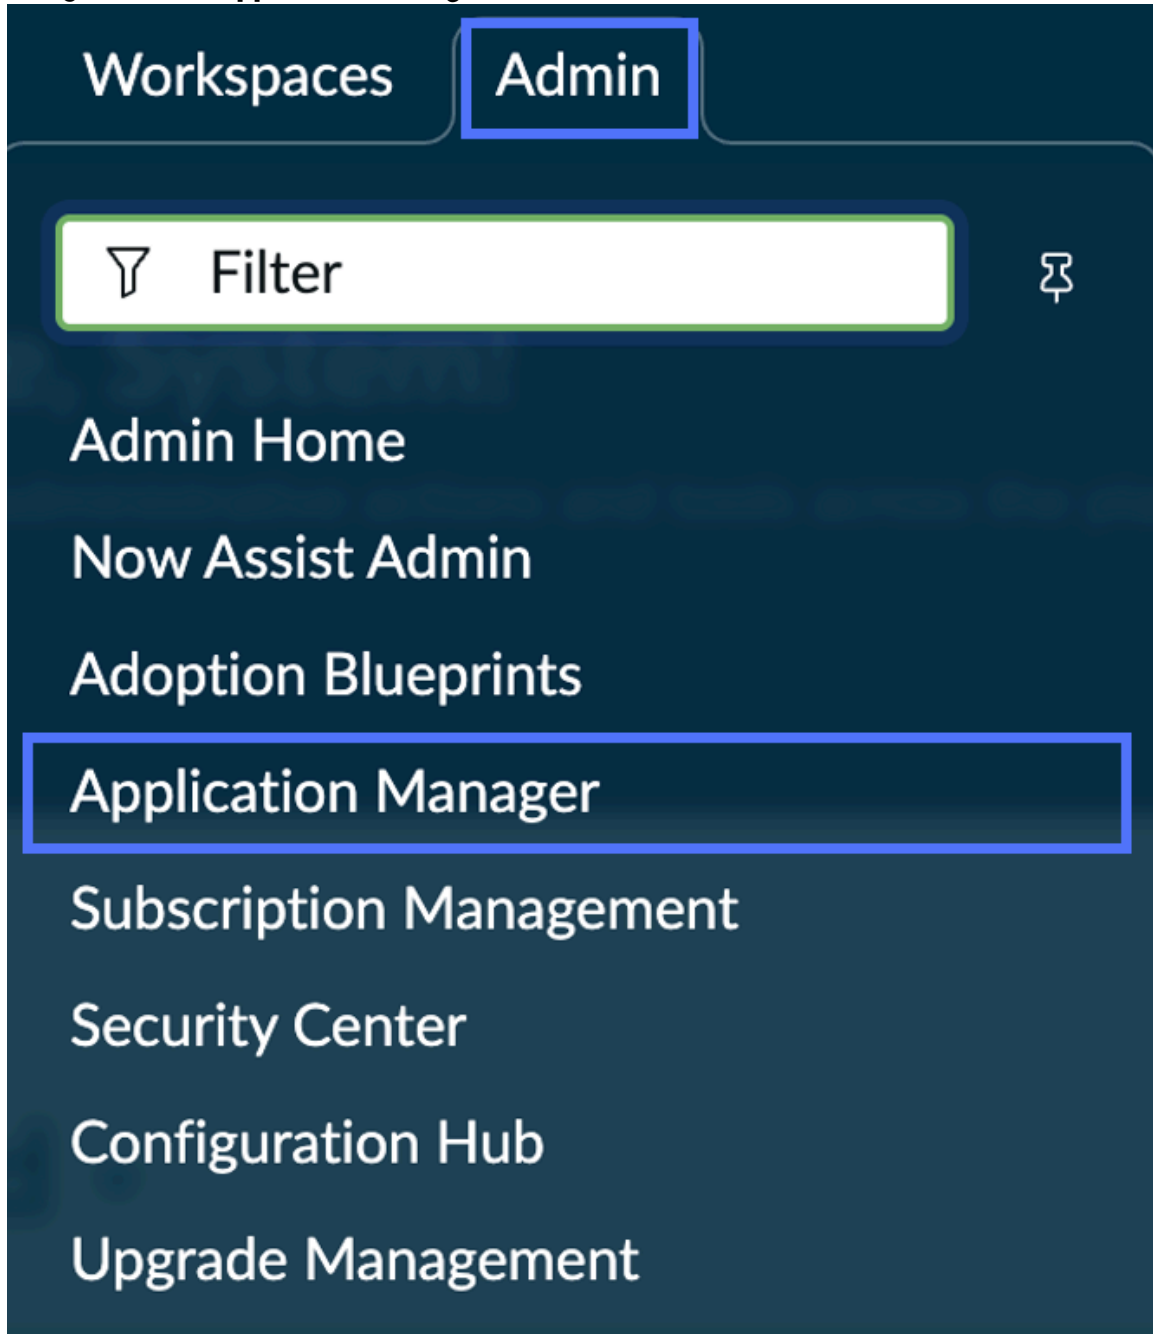 Workspaces Admin
Filter
Admin Home
Now Assist Admin
Adoption Blueprints
Application Manager
Subscription Management
Security Center
Configuration Hub
Upgrade Management